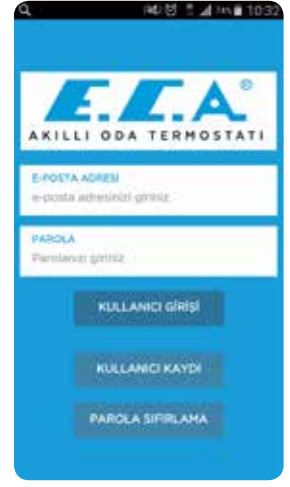 10:32
E.C.A®
AKILLI ODA TERMOSTATI
E-POSTA ADRESİ
e-posta adresinizi giriniz
PAROLA
Parolanızı giriniz
KULLANICI GİRİŞİ
KULLANICI KAYDI
PAROLA SIFIRLAMA